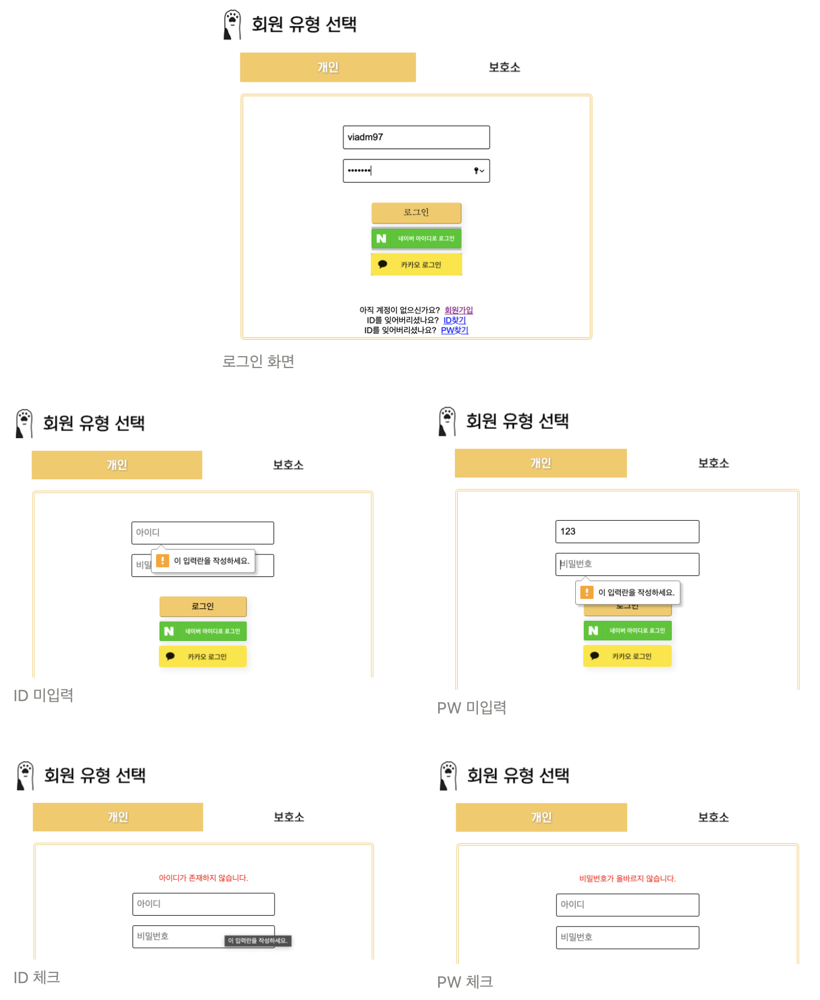 회원 유형 선택
개인
보호소
viadm97
•••••••
로그인
N 네이버 아이디로 로그인
카카오 로그인
아직 계정이 없으신가요? 회원가입
ID를 잊어버리셨나요? ID찾기
ID를 잊어버리셨나요? PW찾기
로그인 화면
회원 유형 선택
개인
보호소
아이디
비밀
! 이 입력란을 작성하세요.
로그인
N 네이버 아이디로 로그인
카카오 로그인
ID 미입력
회원 유형 선택
개인
보호소
123
비밀번호
! 이 입력란을 작성하세요.
로그인
N 네이버 아이디로 로그인
카카오 로그인
PW 미입력
회원 유형 선택
개인
보호소
아이디가 존재하지 않습니다.
아이디
비밀번호
이 입력란을 작성하세요.
ID 체크
회원 유형 선택
개인
보호소
비밀번호가 올바르지 않습니다.
아이디
비밀번호
PW 체크